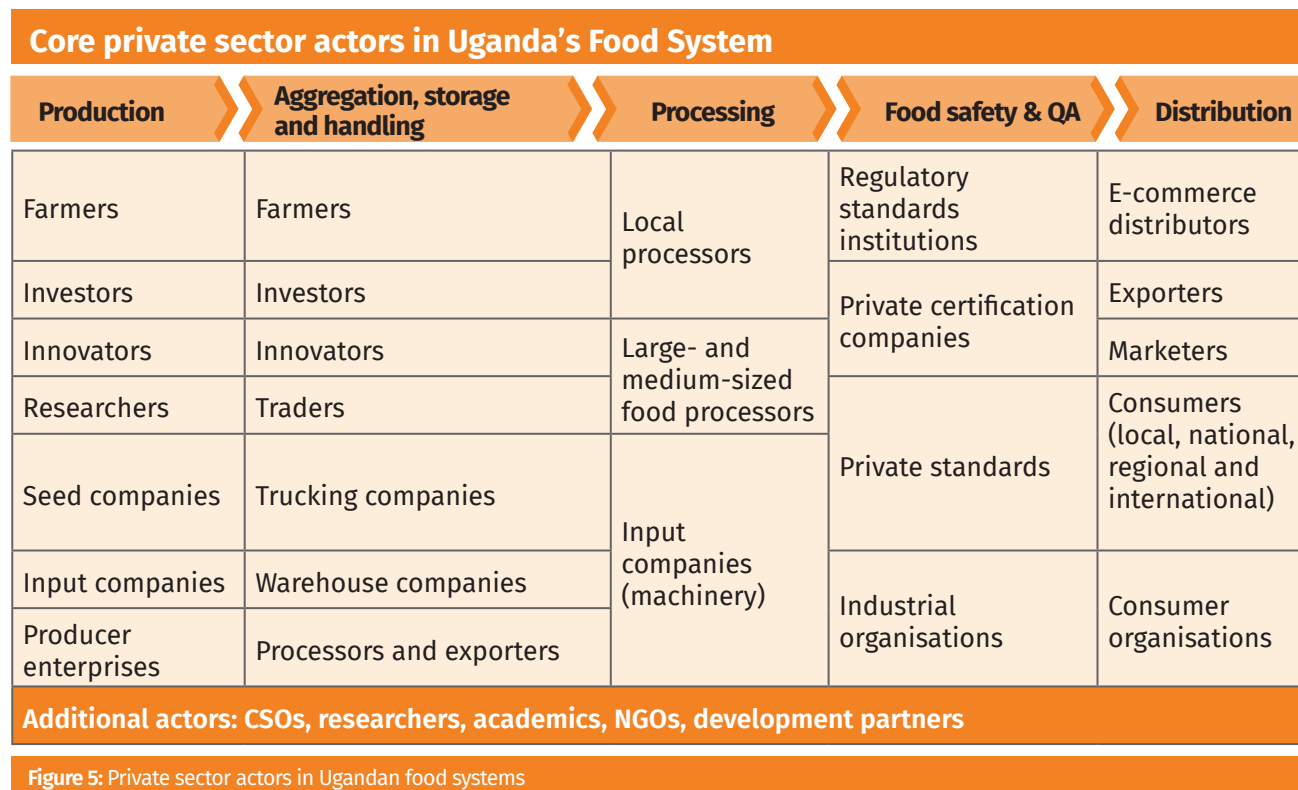 Core private sector actors in Uganda’s Food System
Production
Aggregation, storage
and handling
Processing
Food safety & QA
Distribution
Farmers
Farmers
Local
processors
Regulatory
standards
institutions
E-commerce
distributors
Investors
Investors
Private certification
companies
Exporters
Innovators
Innovators
Large- and
medium-sized
food processors
Marketers
Researchers
Traders
Private standards
Consumers
(local, national,
regional and
international)
Seed companies
Trucking companies
Input
companies
(machinery)
Input companies
Warehouse companies
Industrial
organisations
Consumer
organisations
Producer
enterprises
Processors and exporters
Additional actors: CSOs, researchers, academics, NGOs, development partners
Figure 5: Private sector actors in Ugandan food systems